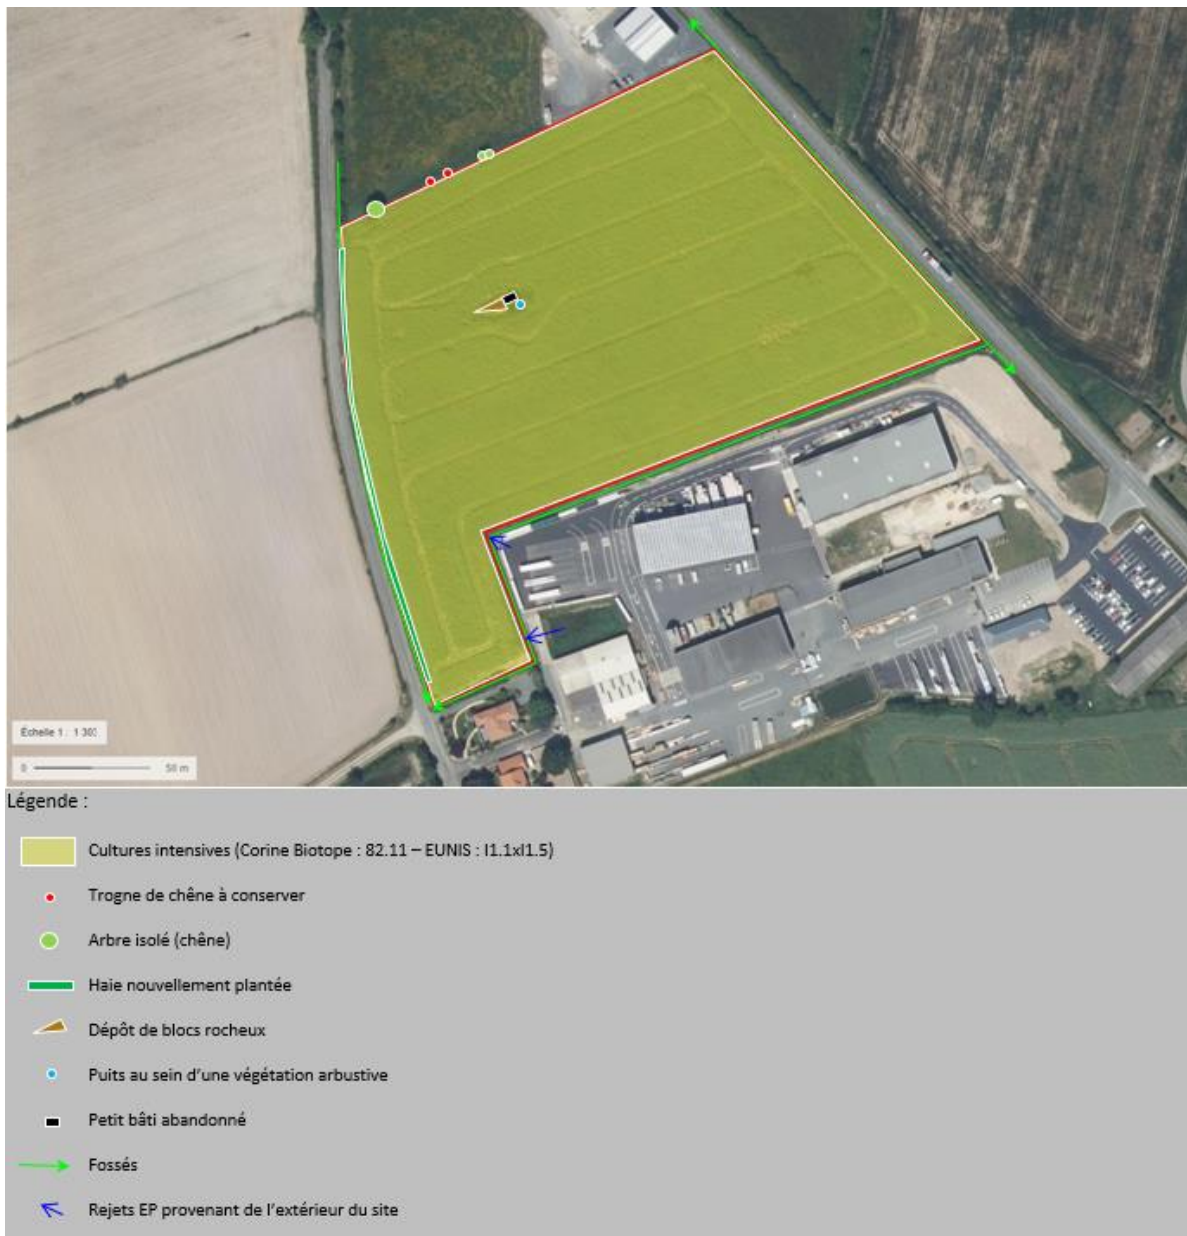 Échelle 1 : 1 303
0 50 m
Légende :
Cultures intensives (Corine Biotope : 82.11 – EUNIS : I1.1xI1.5)
Trogne de chêne à conserver
Arbre isolé (chêne)
Haie nouvellement plantée
Dépôt de blocs rocheux
Puits au sein d’une végétation arbustive
Petit bâti abandonné
Fossés
Rejets EP provenant de l’extérieur du site